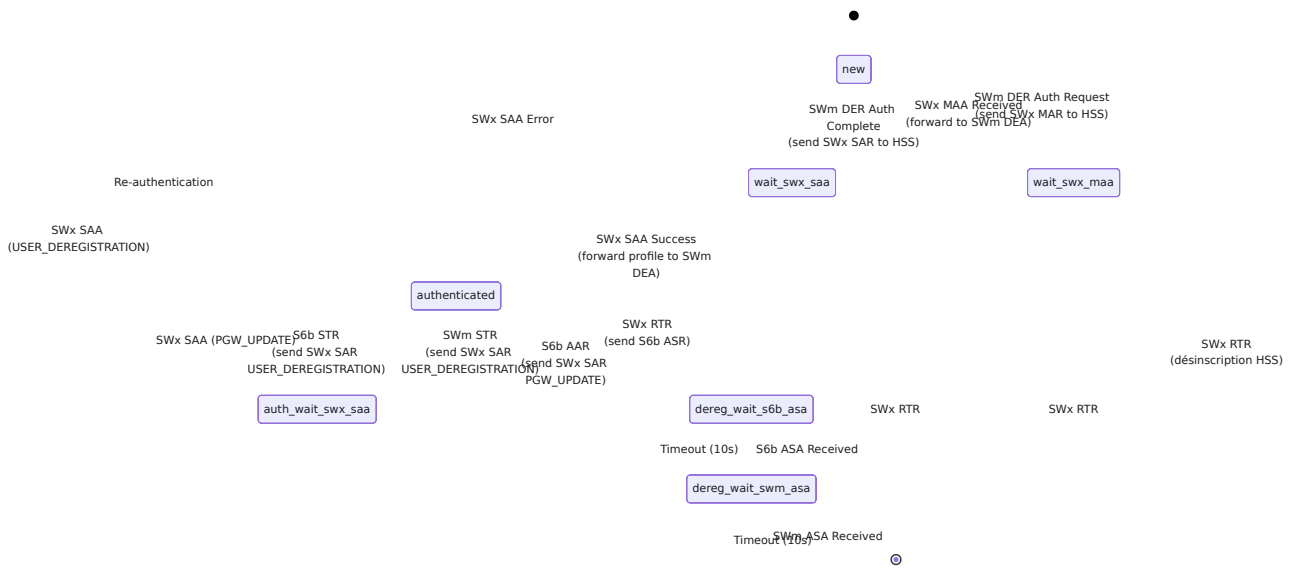 new
SWm DER Auth
Complete
(send SWx SAR to HSS)
SWx MAA Received
(forward to SWm DEA)
SWm DER Auth Request
(send SWx MAR to HSS)
SWx SAA Error
Re-authentication
wait_swx_saa
wait_swx_maa
SWx SAA
(USER_DEREGISTRATION)
SWx SAA Success
(forward profile to SWm
DEA)
authenticated
SWx SAA (PGW_UPDATE)
S6b STR
(send SWx SAR
USER_DEREGISTRATION)
SWm STR
(send SWx SAR
USER_DEREGISTRATION)
S6b AAR
(send SWx SAR
PGW_UPDATE)
SWx RTR
(send S6b ASR)
SWx RTR
(désinscription HSS)
auth_wait_swx_saa
dereg_wait_s6b_asa
SWx RTR
SWx RTR
Timeout (10s)
S6b ASA Received
dereg_wait_swm_asa
Timeout (10s)
SWm ASA Received